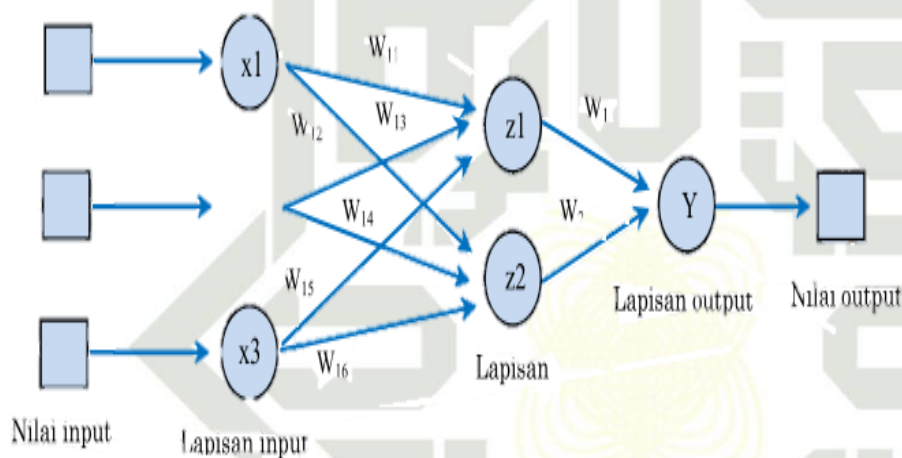 x1
W11
W12
W13
z1
W1
W14
Y
W2
W15
z2
x3
W16
Lapisan
Lapisan output
Nilai output
Nilai input
Lapisan input